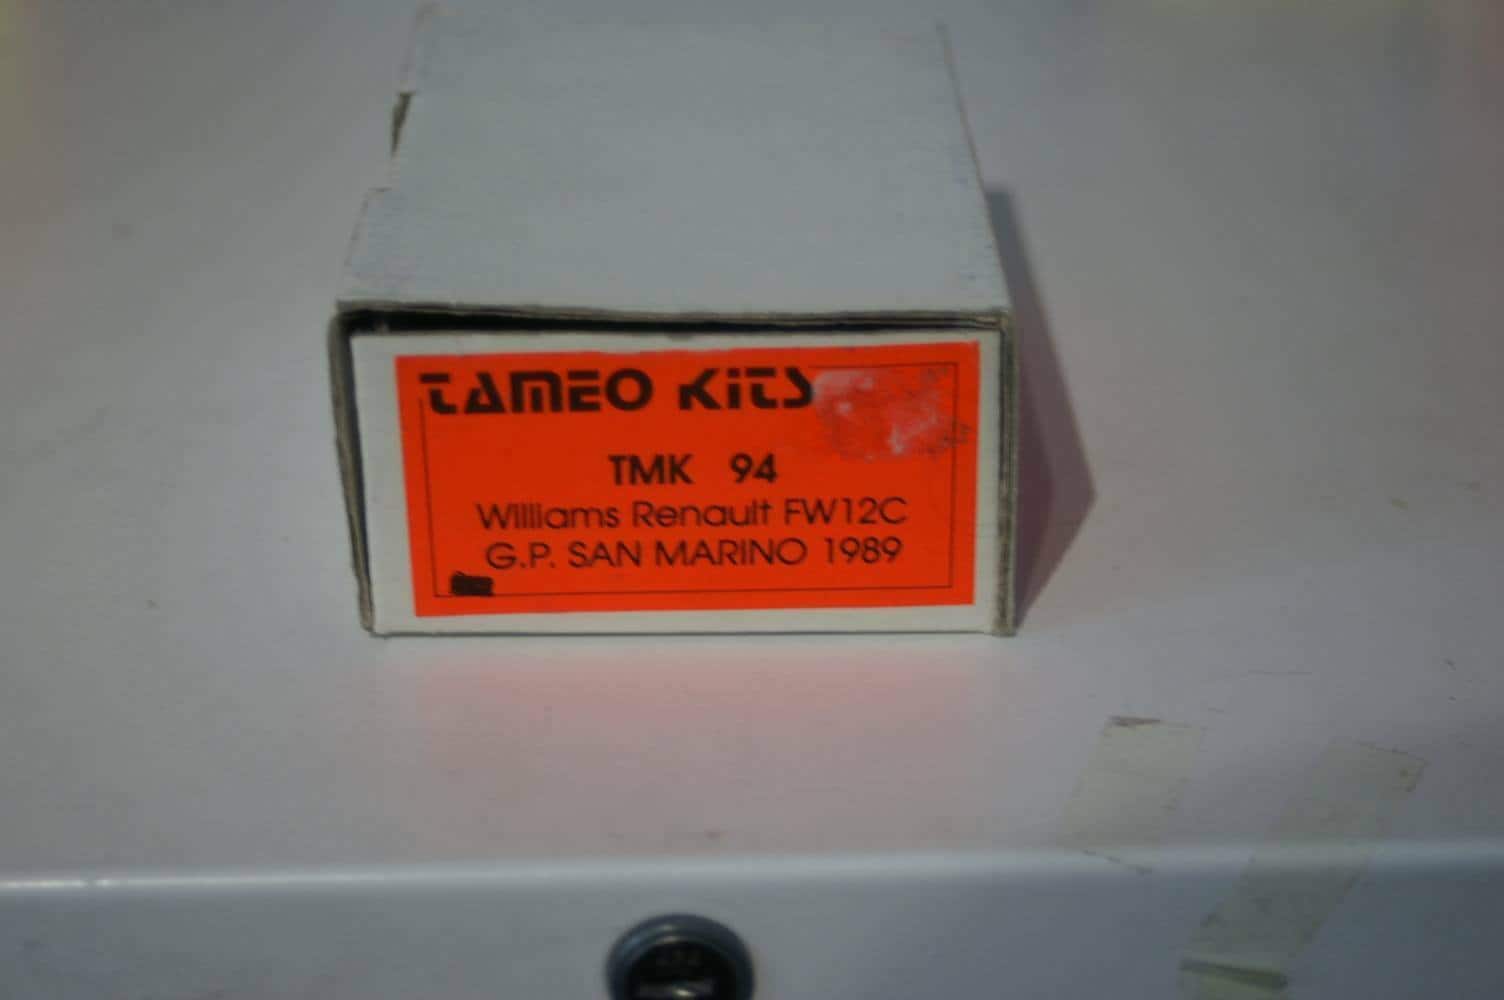 TAMEO KiTS
TMK 94
Williams Renault FW12C
G.P. SAN MARINO 1989